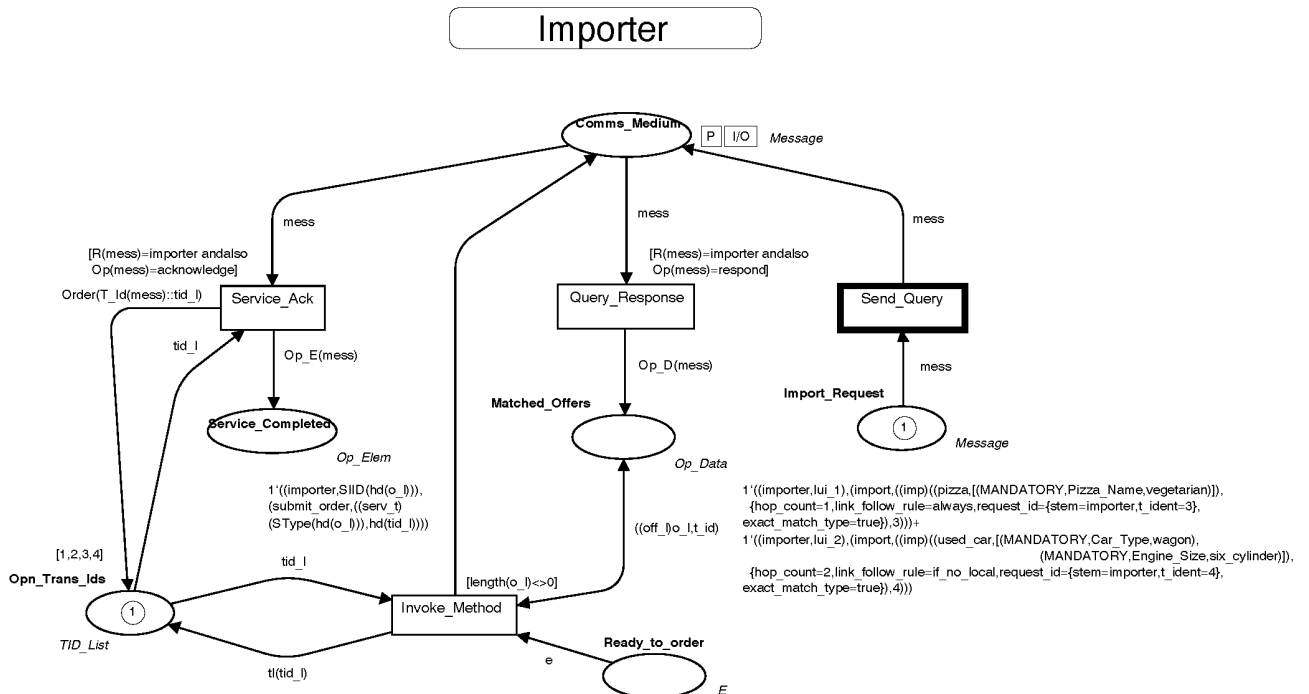 Importer
Comms_Medium
P
I/O
Message
mess
mess
mess
[R(mess)=importer andalso
Op(mess)=acknowledge]
[R(mess)=importer andalso
Op(mess)=respond]
Order(T_Id(mess)::tid_l)
Service_Ack
Query_Response
Send_Query
tid_l
Op_E(mess)
Op_D(mess)
mess
Import_Request
Matched_Offers
Service_Completed
1
Message
Op_Elem
Op_Data
1`((importer,SIID(hd(o_l))),
(submit_order,((serv_t)
(SType(hd(o_l))),hd(tid_l))))
1`((importer,lui_1),(import,((imp)((pizza,[(MANDATORY,Pizza_Name,vegetarian)]),
{hop_count=1,link_follow_rule=always,request_id={stem=importer,t_ident=3},
exact_match_type=true}),3)))+
1`((importer,lui_2),(import,((imp)((used_car,[(MANDATORY,Car_Type,wagon),
(MANDATORY,Engine_Size,six_cylinder)]),
{hop_count=2,link_follow_rule=if_no_local,request_id={stem=importer,t_ident=4},
exact_match_type=true}),4)))
((off_l)o_l,t_id)
[1,2,3,4]
Opn_Trans_Ids
tid_l
[length(o_l)<>0]
1
Invoke_Method
TID_List
Ready_to_order
tl(tid_l)
e
E